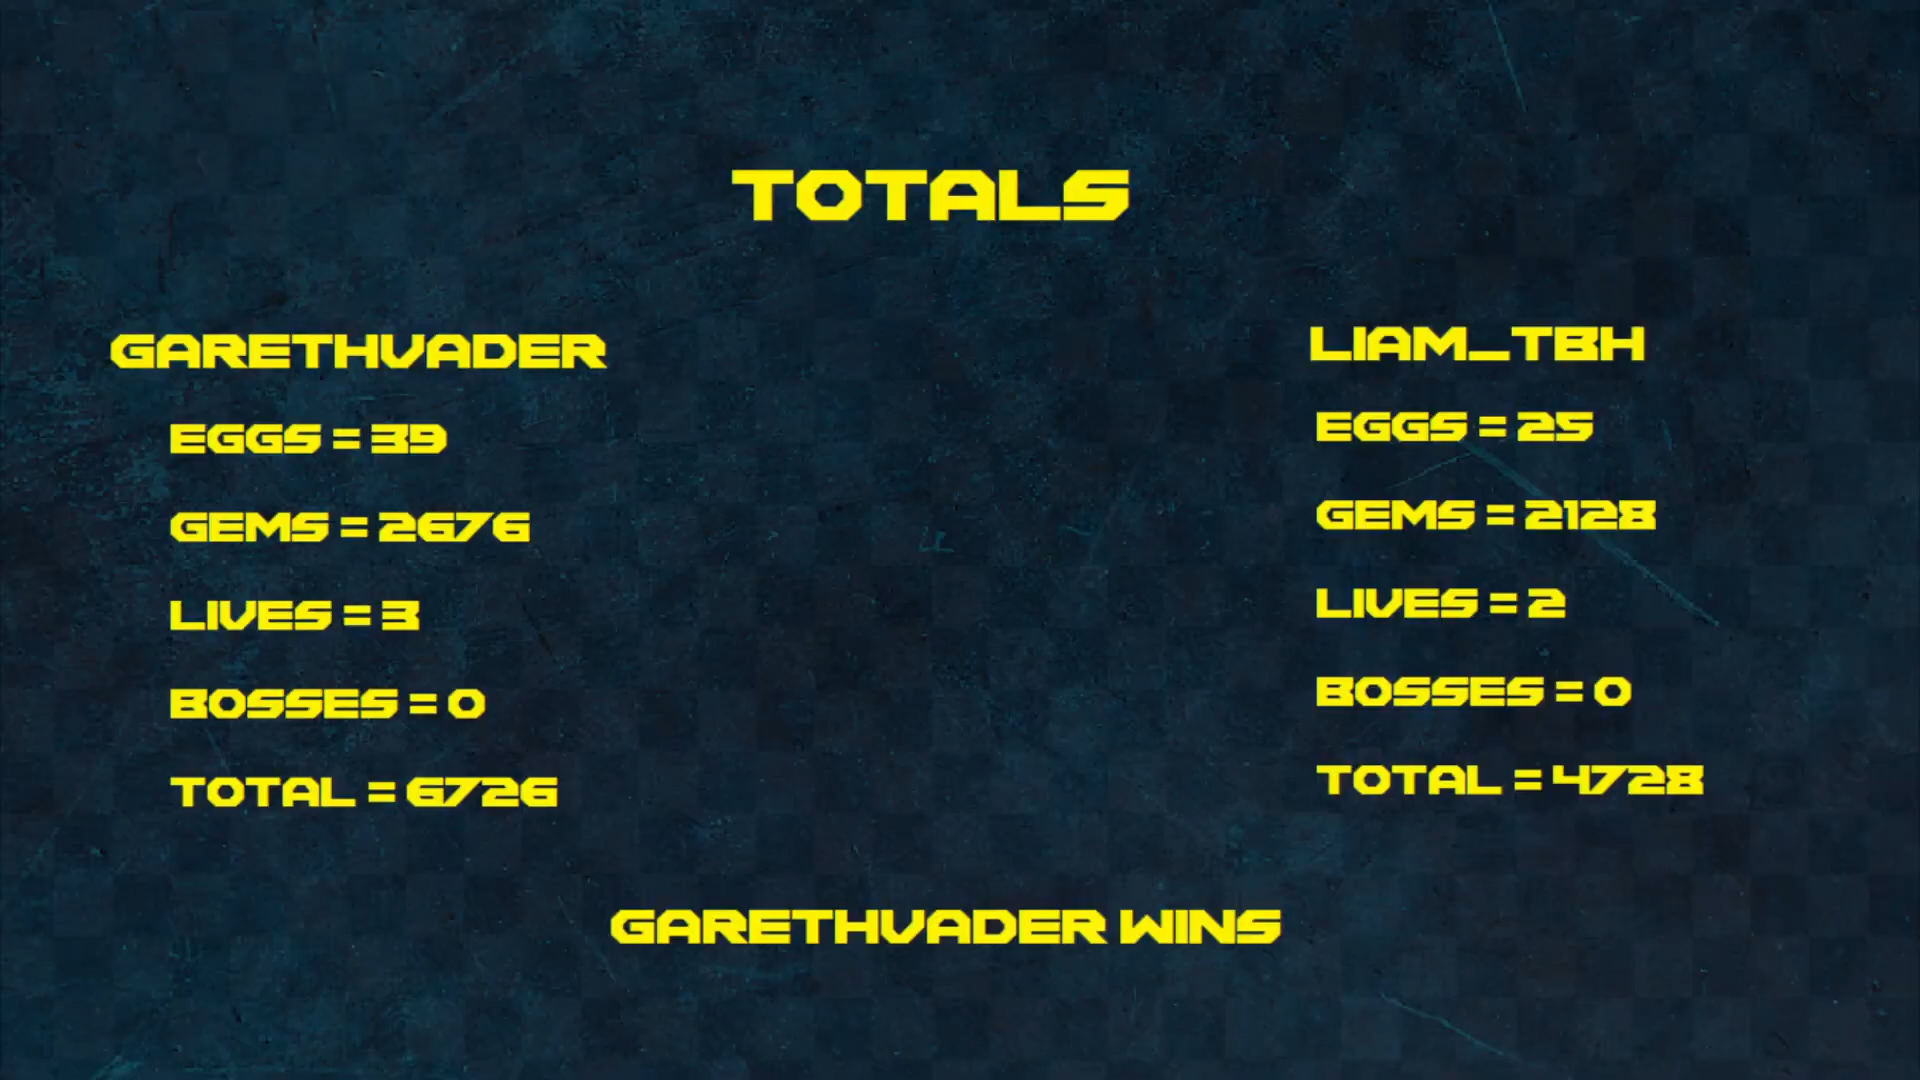 TOTALS
GARETHVADER
EGGS = 39
GEMS = 2676
LIVES = 3
BOSSES = 0
TOTAL = 6726
LIAM_TBH
EGGS = 25
GEMS = 2128
LIVES = 2
BOSSES = 0
TOTAL = 4728
GARETHVADER WINS